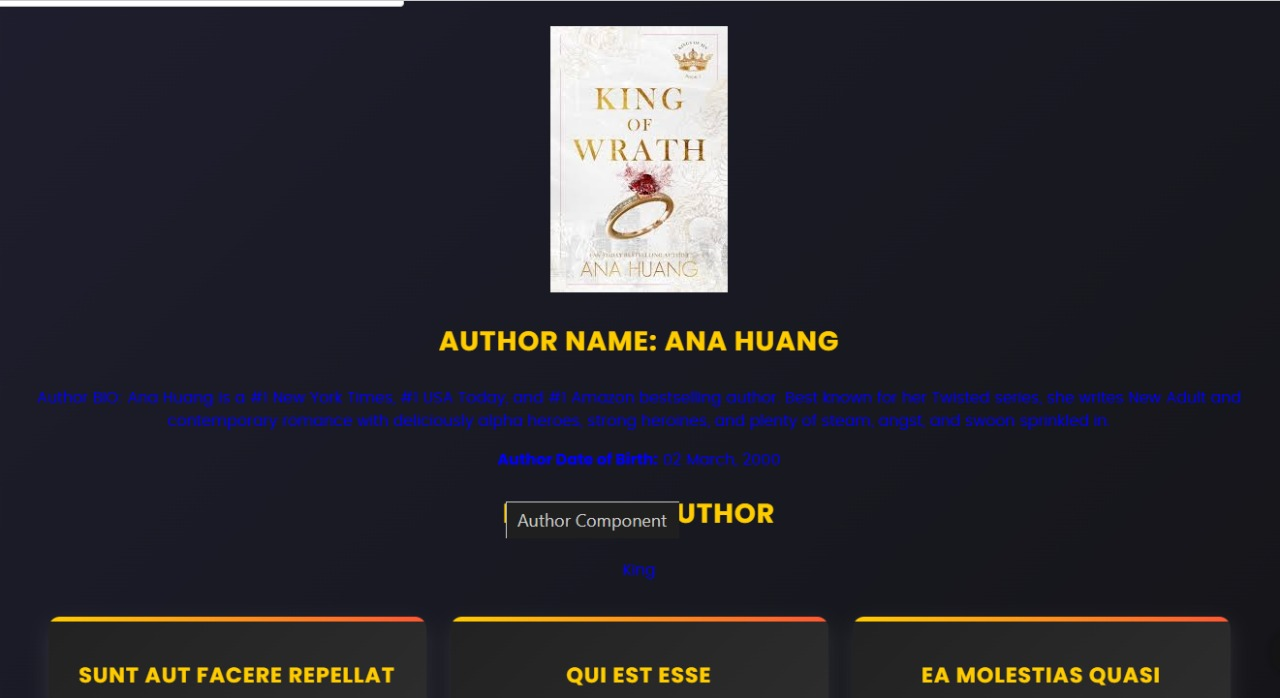 KING
OF
WRATH
ANA HUANG
AUTHOR NAME: ANA HUANG
Author BIO: Ana Huang is a #1 New York Times, #1 USA Today, and #1 Amazon bestselling author. Best known for her Twisted series, she writes New Adult and
contemporary romance with deliciously alpha heroes, strong heroines, and plenty of steam, angst, and swoon sprinkled in.
Author Date of Birth: 02 March, 2000
UTHOR
Author Component
King
SUNT AUT FACERE REPELLAT
QUI EST ESSE
EA MOLESTIAS QUASI